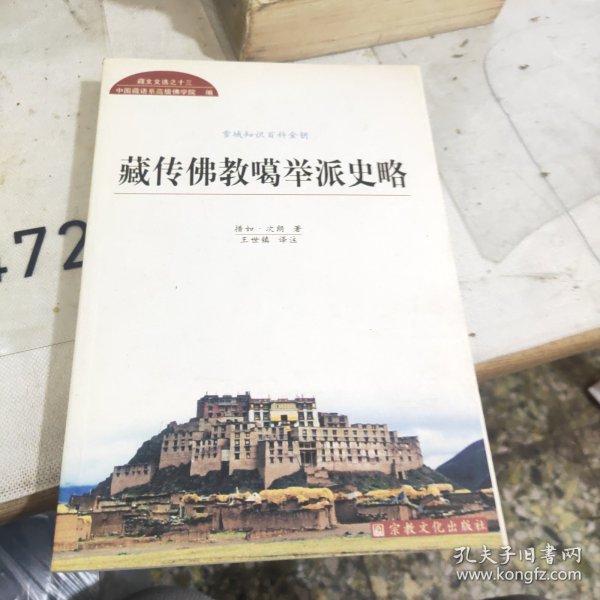 藏文文选之十三
中国藏语系高级佛学院 编
雪域知识百科金钥
藏传佛教噶举派史略
措如·次朗 著
王世镇 译注
宗教文化出版社
472
孔夫子旧书网
www.kongfz.com